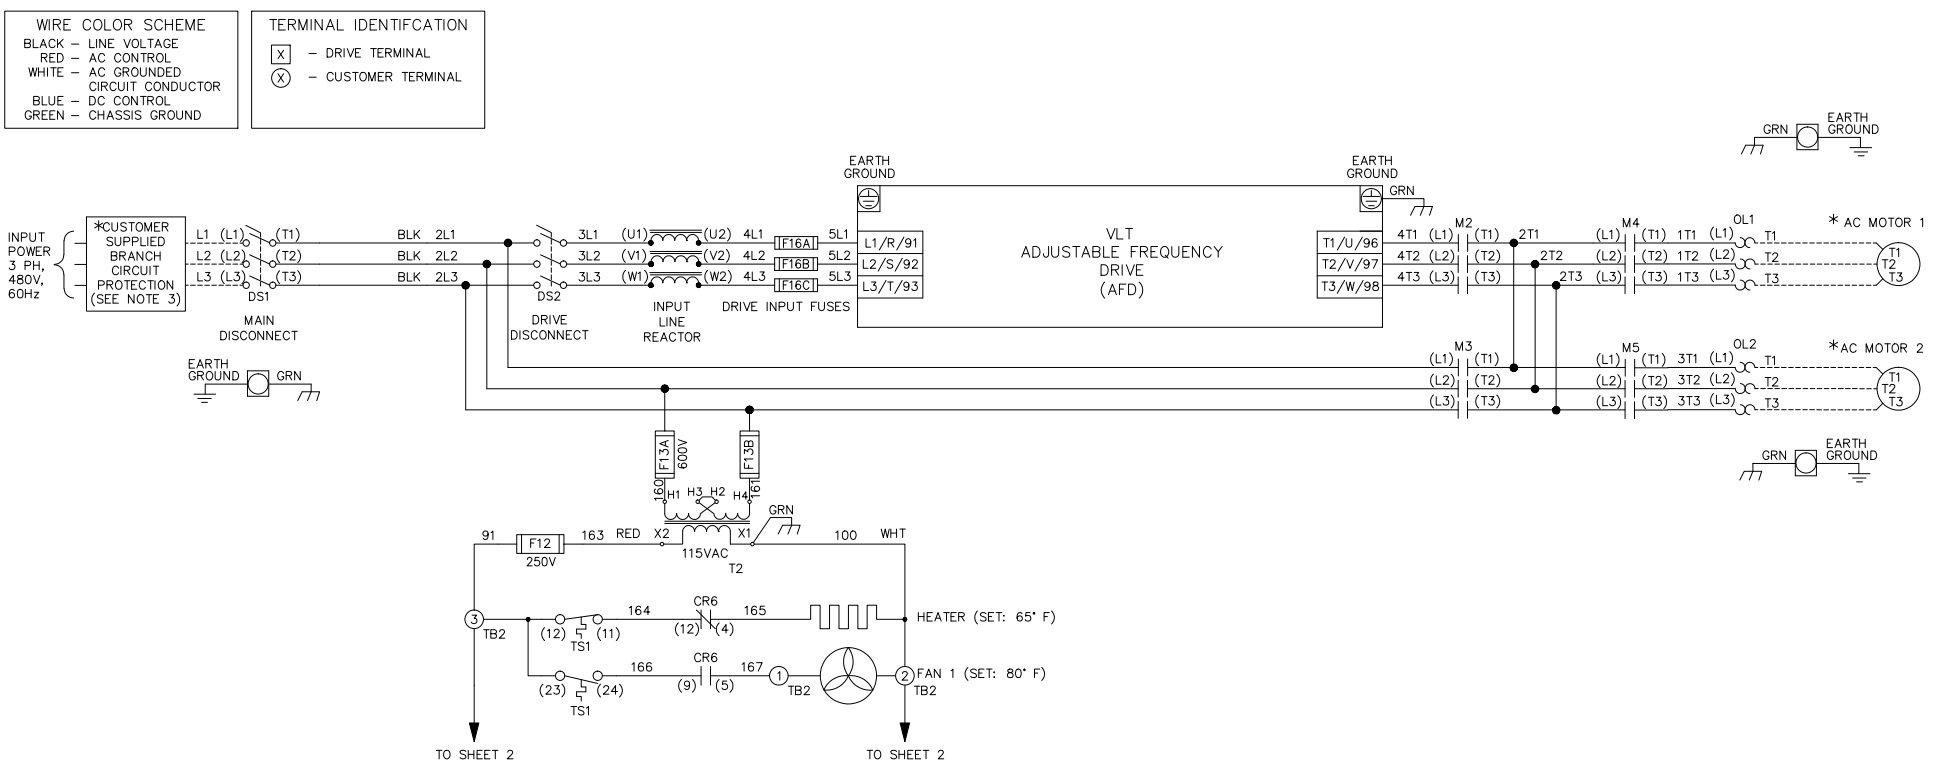 WIRE COLOR SCHEME
BLACK – LINE VOLTAGE
RED – AC CONTROL
WHITE – AC GROUNDED
CIRCUIT CONDUCTOR
BLUE – DC CONTROL
GREEN – CHASSIS GROUND
TERMINAL IDENTIFCATION
X – DRIVE TERMINAL
X – CUSTOMER TERMINAL
GRN
EARTH
GROUND
EARTH
GROUND
EARTH
GROUND
GRN
INPUT
POWER
3 PH,
480V,
60Hz
*CUSTOMER
SUPPLIED
BRANCH
CIRCUIT
PROTECTION
(SEE NOTE 3)
L1 (L1) (T1) BLK 2L1 3L1 (U1) (U2) 4L1 F16A 5L1 L1/R/91
L2 (L2) (T2) BLK 2L2 3L2 (V1) (V2) 4L2 F16B 5L2 L2/S/92
L3 (L3) (T3) BLK 2L3 3L3 (W1) (W2) 4L3 F16C 5L3 L3/T/93
DS1
MAIN
DISCONNECT
DS2
DRIVE
DISCONNECT
INPUT
LINE
REACTOR
DRIVE INPUT FUSES
VLT
ADJUSTABLE FREQUENCY
DRIVE
(AFD)
M2 M4 OL1 * AC MOTOR 1
T1/U/96 4T1 (L1) (T1) 2T1 (L1) (T1) 1T1 (L1) T1 T1
T2/V/97 4T2 (L2) (T2) 2T2 (L2) (T2) 1T2 (L2) T2 T2
T3/W/98 4T3 (L3) (T3) 2T3 (L3) (T3) 1T3 (L3) T3 T3
EARTH
GROUND GRN
M3 M5 OL2 *AC MOTOR 2
(L1) (T1) (L1) (T1) 3T1 (L1) T1 T1
(L2) (T2) (L2) (T2) 3T2 (L2) T2 T2
(L3) (T3) (L3) (T3) 3T3 (L3) T3 T3
GRN
EARTH
GROUND
F13A
600V
F13B
160
161
H1 H3 H2 H4
GRN
91 F12 163 RED X2 X1 100 WHT
250V
115VAC
T2
3
TB2
(12) (11) 164 CR6 (12) (4) 165 HEATER (SET: 65° F)
TS1
(23) (24) 166 CR6 (9) (5) 167 1 TB2 2 TB2 FAN 1 (SET: 80° F)
TS1
TO SHEET 2
TO SHEET 2